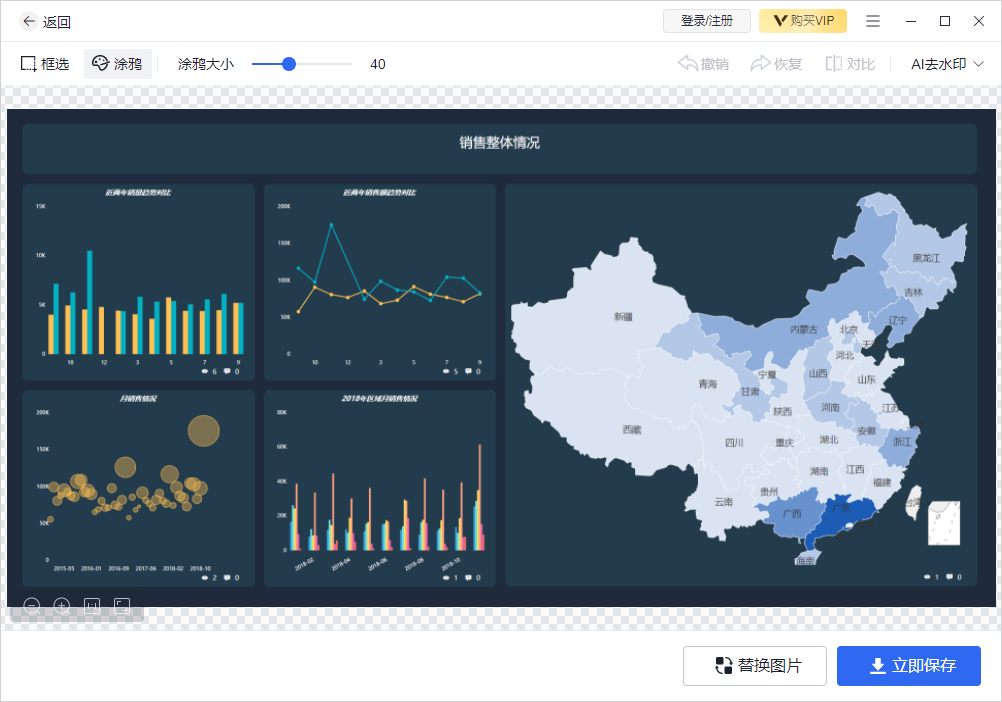 返回
登录/注册
购买VIP
框选
涂鸦
涂鸦大小
40
撤销
恢复
对比
AI去水印
销售整体情况
近两年销量趋势对比
15K
10K
5K
0
10 12 3 5 7 9
6 0
近两年销售额趋势对比
200K
150K
100K
50K
0
10 12 3 5 7 9
5 0
月销售情况
200K
150K
100K
50K
0
2015-05 2016-01 2016-09 2017-06 2018-02 2018-10
2 0
2018年区域月销售情况
80K
60K
40K
20K
0
2018-02 2018-04 2018-06 2018-08 2018-10
1 0
黑龙江
吉林
辽宁
新疆
内蒙古
北京
天
河北
宁夏
山西
山东
青海
甘肃
陕西
河南
江苏
西藏
四川
重庆
湖北
安徽
浙江
湖南
江西
云南
贵州
福建
广西
广东
台湾
海南
1 0
替换图片
立即保存